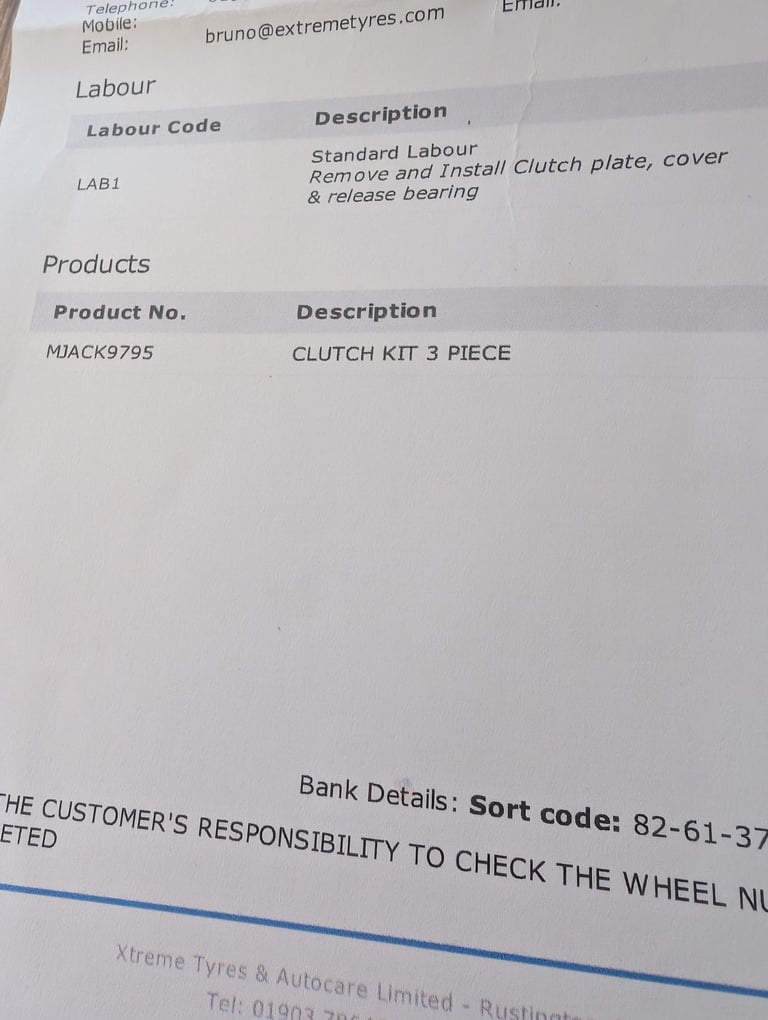 Telephone:
Mobile:
Email: bruno@extremetyres.com Email:
Labour
Labour Code Description
Standard Labour
LAB1 Remove and Install Clutch plate, cover
& release bearing
Products
Product No. Description
MJACK9795 CLUTCH KIT 3 PIECE
Bank Details: Sort code: 82-61-37
THE CUSTOMER'S RESPONSIBILITY TO CHECK THE WHEEL NU
ETED
Xtreme Tyres & Autocare Limited - Rustingt
Tel: 01903